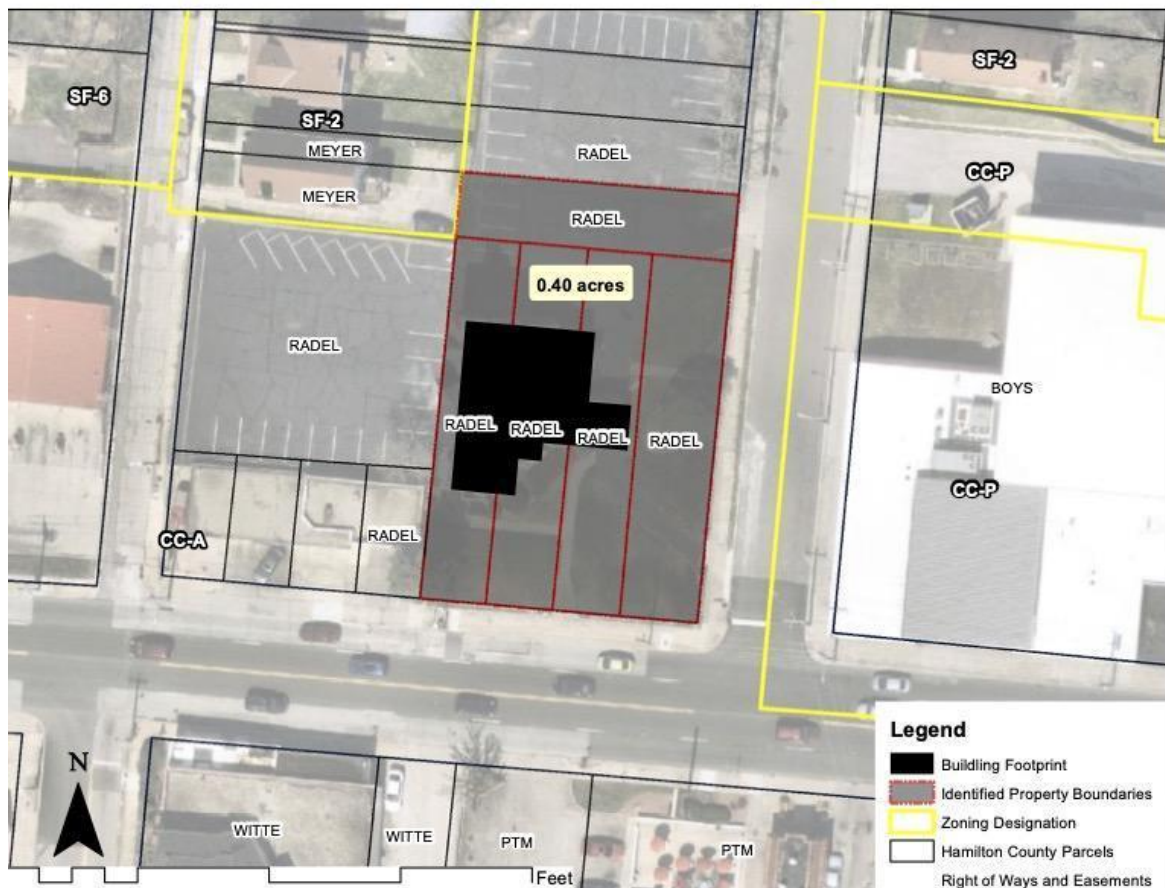 SF-6
SF-2
MEYER
MEYER
RADEL
RADEL
SF-2
CC-P
0.40 acres
RADEL
BOYS
RADEL
RADEL
RADEL
RADEL
CC-P
CC-A
RADEL
N
WITTE
WITTE
PTM
PTM
Feet
Legend
Buildling Footprint
Identified Property Boundaries
Zoning Designation
Hamilton County Parcels
Right of Ways and Easements